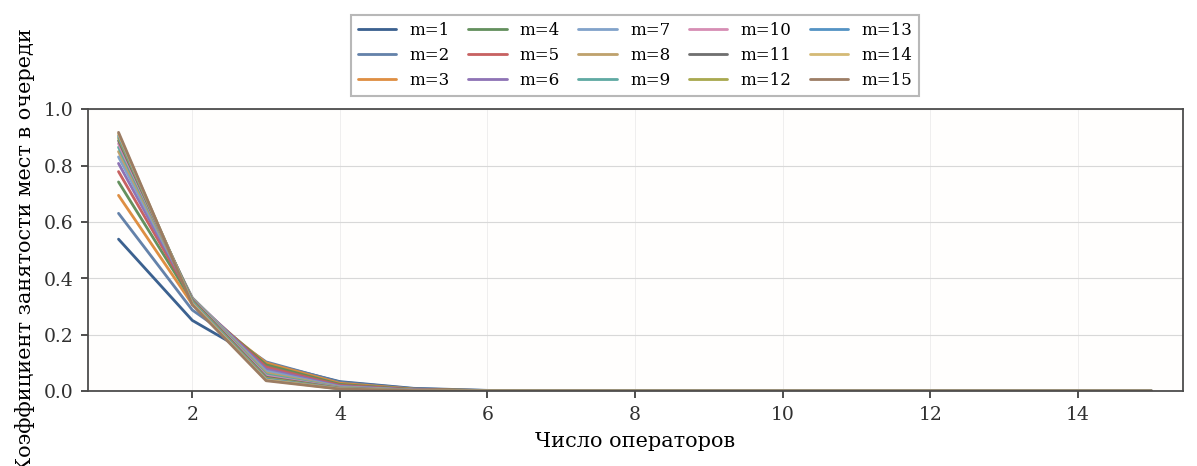 m=1 m=4 m=7 m=10 m=13
m=2 m=5 m=8 m=11 m=14
m=3 m=6 m=9 m=12 m=15
Коэффициент занятости мест в очереди
1.0
0.8
0.6
0.4
0.2
0.0
2 4 6 8 10 12 14
Число операторов